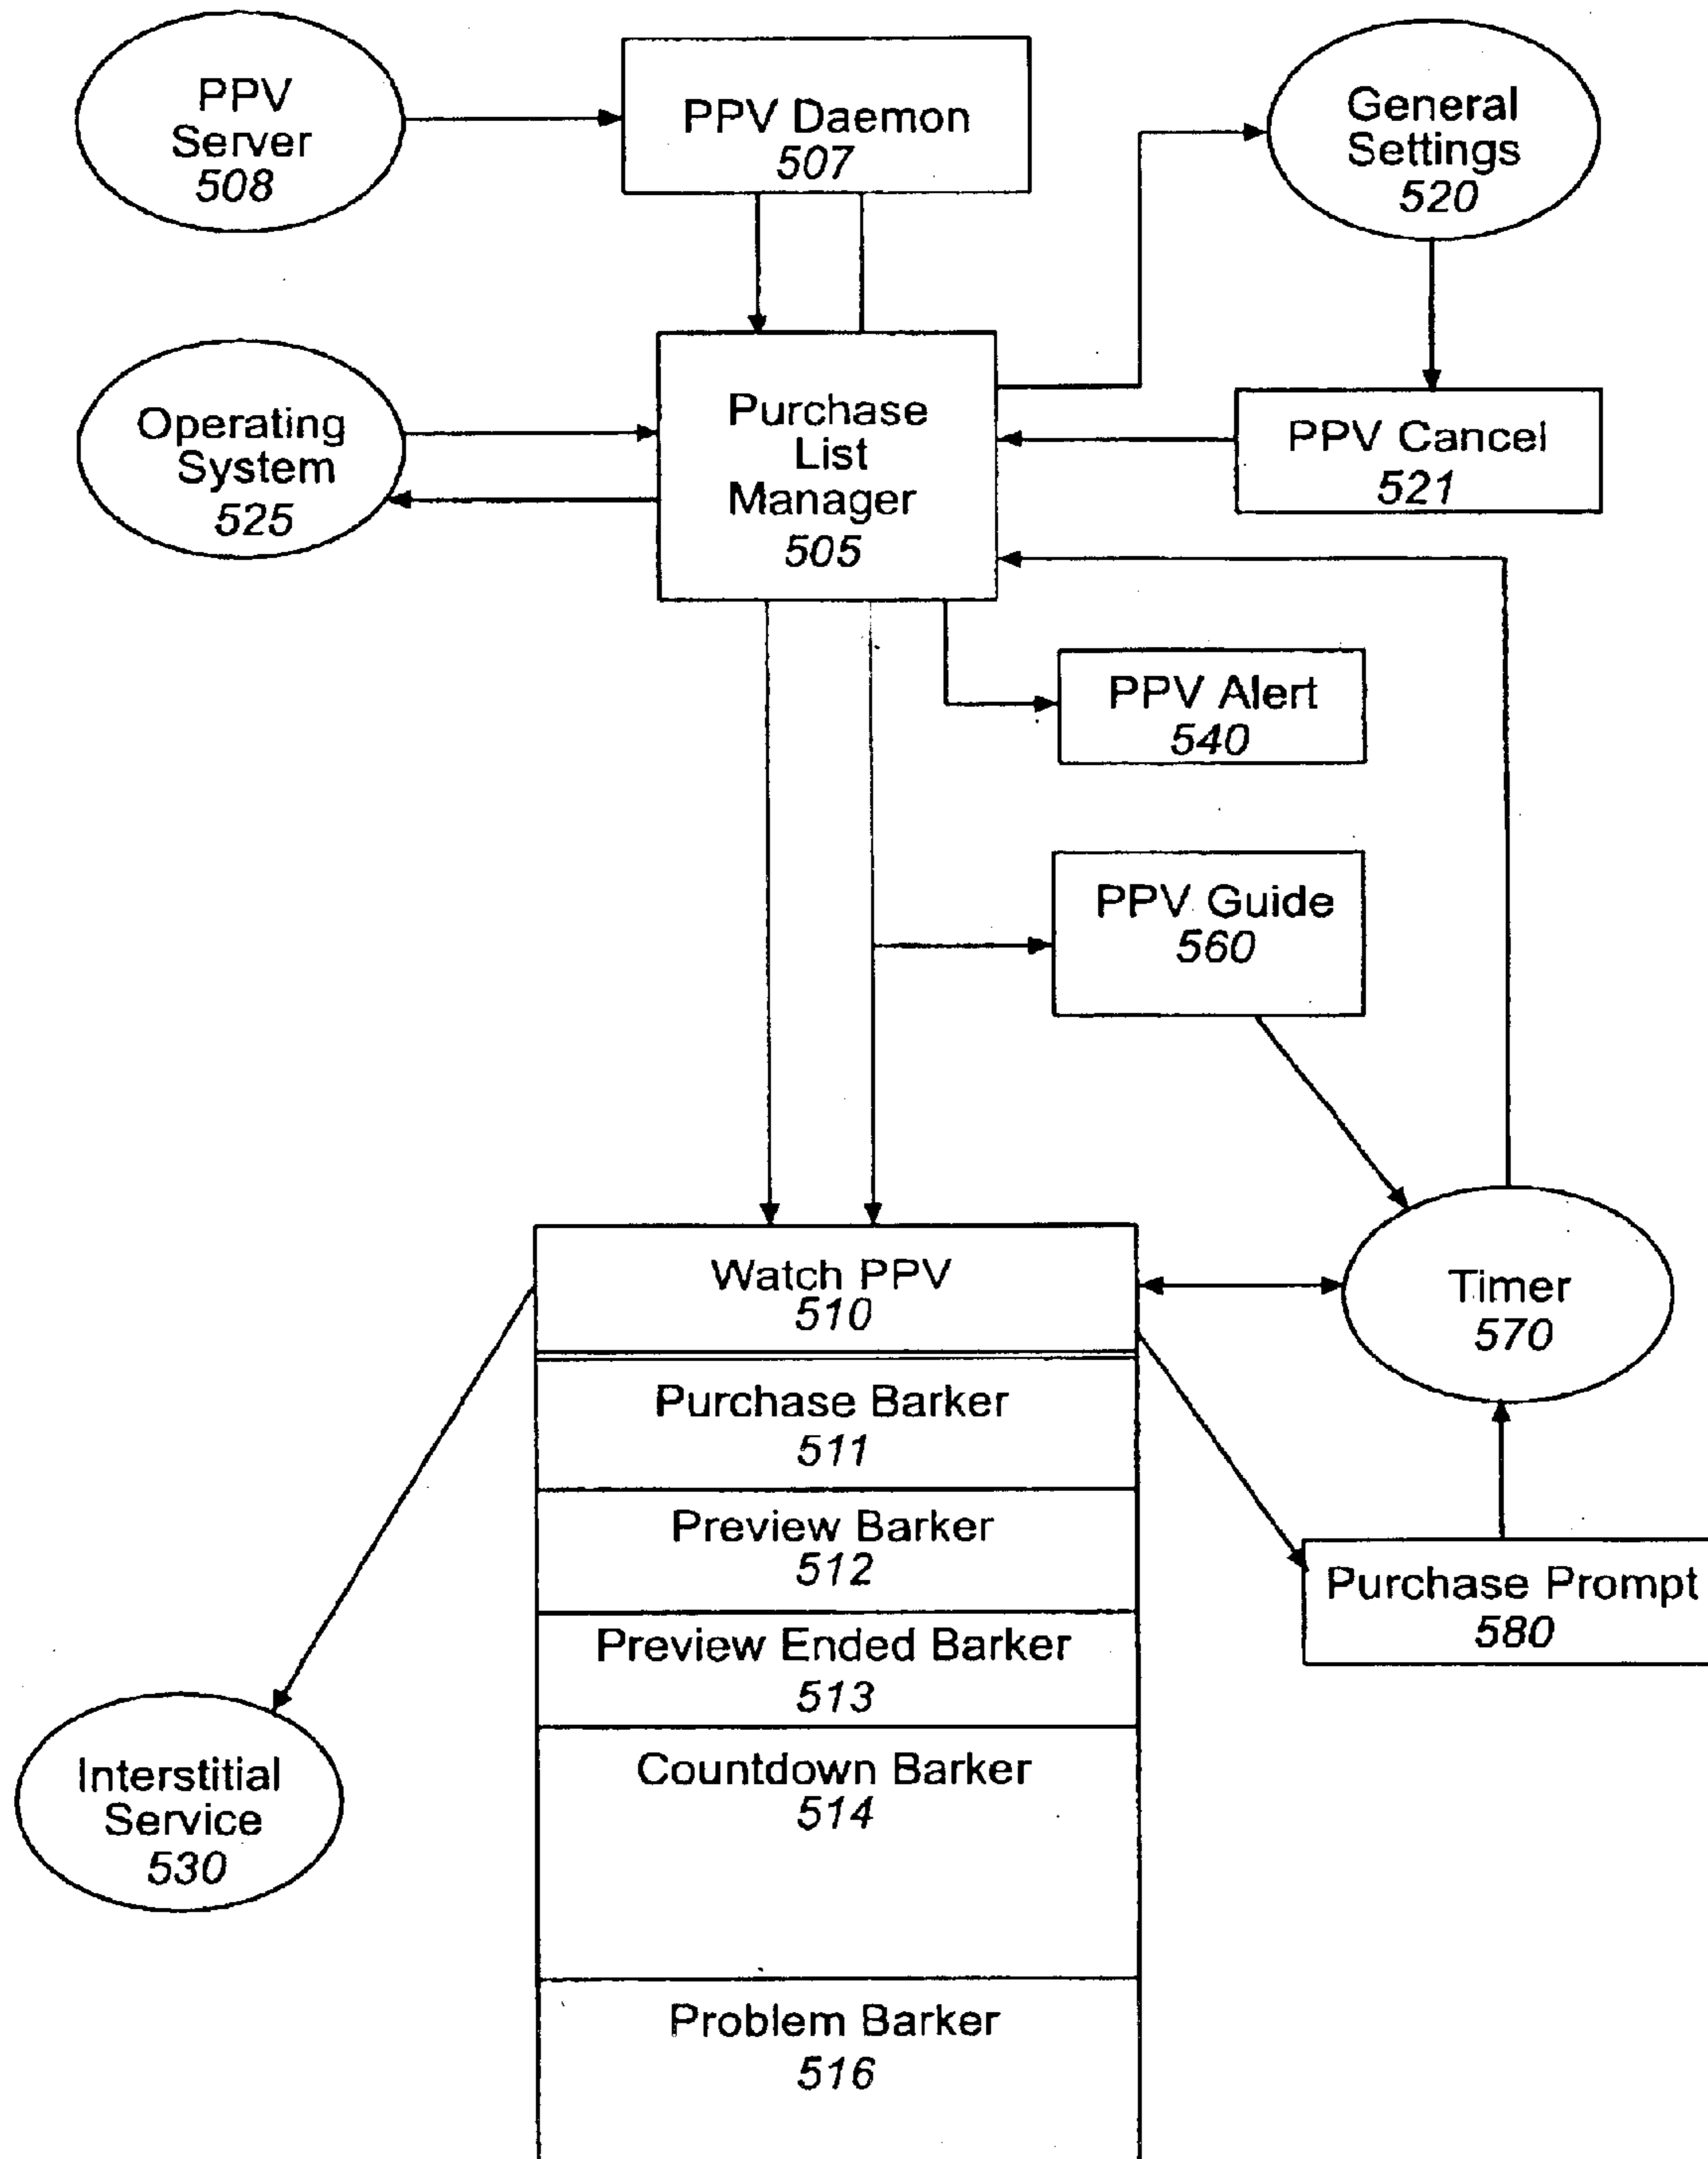 PPV
Server
508
PPV Daemon
507
General
Settings
520
Operating
System
525
Purchase
List
Manager
505
PPV Cancel
521
PPV Alert
540
PPV Guide
560
Watch PPV
510
Timer
570
Purchase Barker
511
Preview Barker
512
Purchase Prompt
580
Preview Ended Barker
513
Interstitial
Service
530
Countdown Barker
514
Problem Barker
516